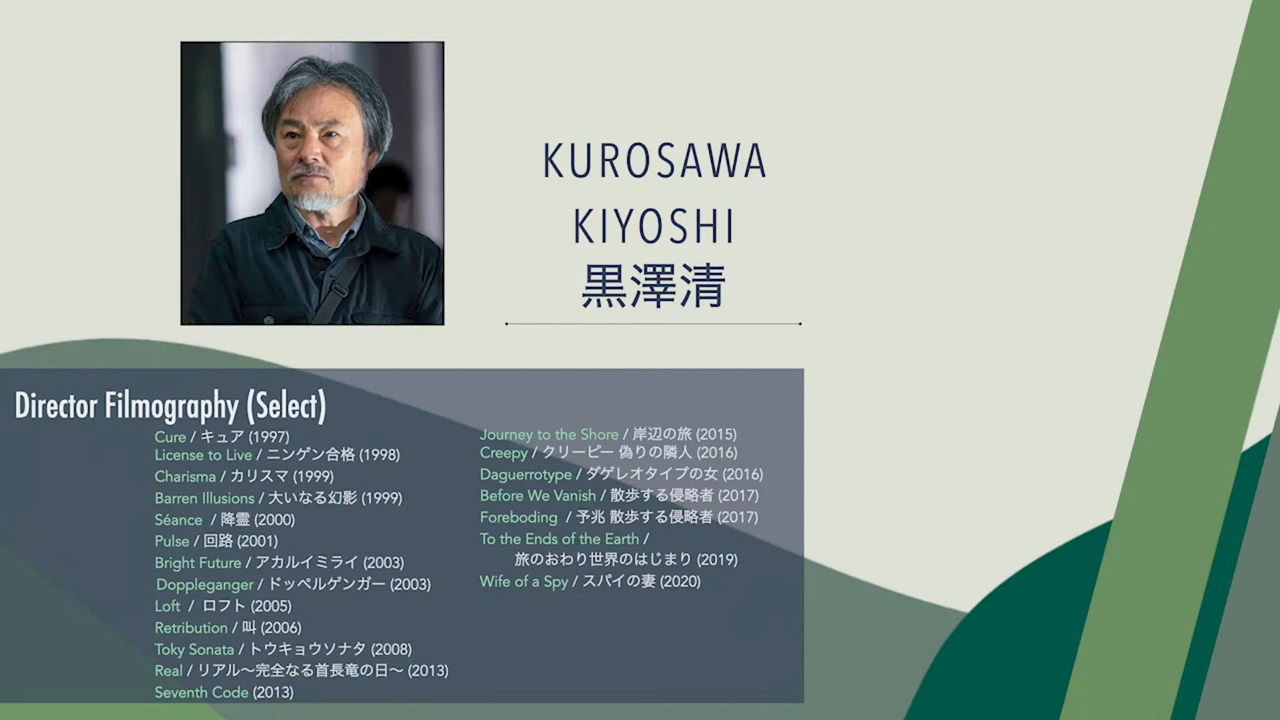 KUROSAWA
KIYOSHI
黒澤清
Director Filmography (Select)
Cure / キュア (1997)
License to Live / ニンゲン合格 (1998)
Charisma / カリスマ (1999)
Barren Illusions / 大いなる幻影 (1999)
Séance / 降霊 (2000)
Pulse / 回路 (2001)
Bright Future / アカルイミライ (2003)
Doppleganger / ドッペルゲンガー (2003)
Loft / ロフト (2005)
Retribution / 叫 (2006)
Toky Sonata / トウキョウソナタ (2008)
Real / リアル〜完全なる首長竜の日〜 (2013)
Seventh Code (2013)
Journey to the Shore / 岸辺の旅 (2015)
Creepy / クリーピー 偽りの隣人 (2016)
Daguerrotype / ダゲレオタイプの女 (2016)
Before We Vanish / 散歩する侵略者 (2017)
Foreboding / 予兆 散歩する侵略者 (2017)
To the Ends of the Earth /
旅のおわり世界のはじまり (2019)
Wife of a Spy / スパイの妻 (2020)